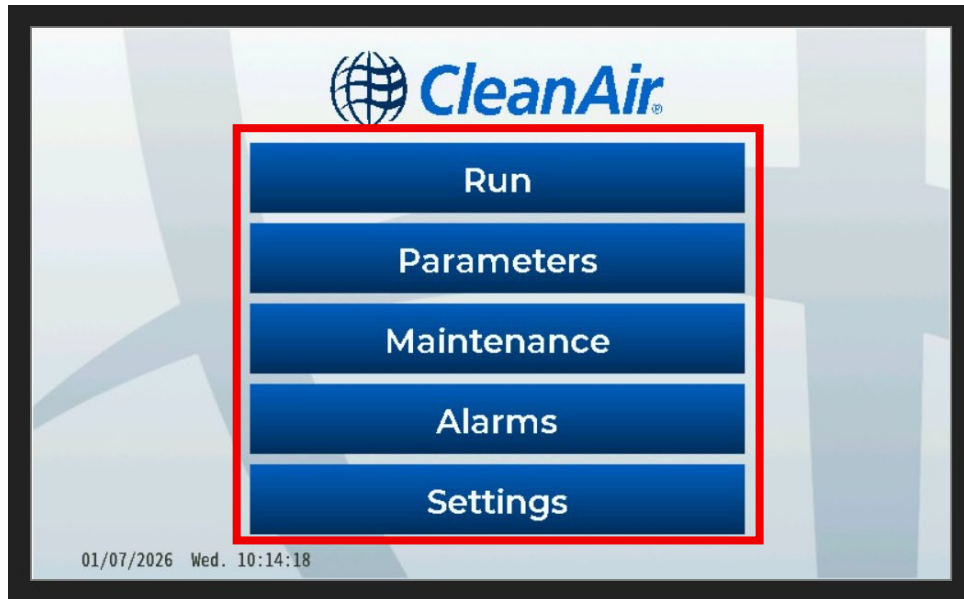 CleanAir®
Run
Parameters
Maintenance
Alarms
Settings
01/07/2026 Wed. 10:14:18